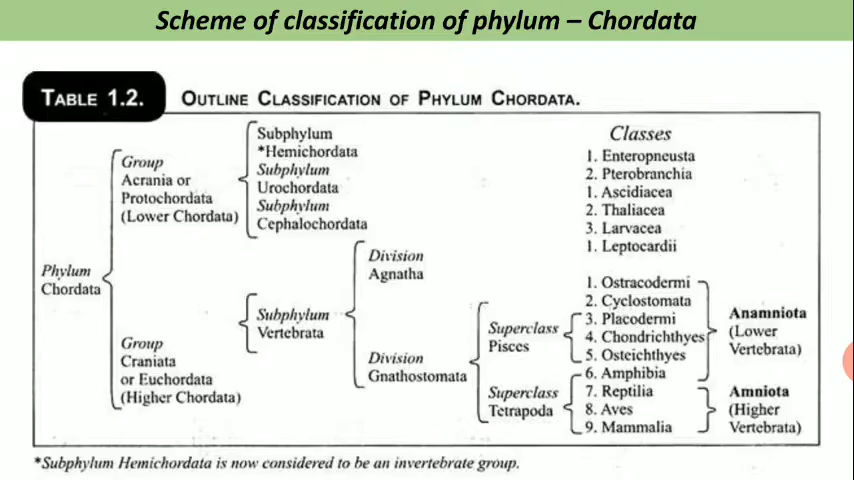 Scheme of classification of phylum – Chordata
TABLE 1.2. OUTLINE CLASSIFICATION OF PHYLUM CHORDATA.
Phylum
Chordata
Group
Acrania or
Protochordata
(Lower Chordata)
Group
Craniata
or Euchordata
(Higher Chordata)
Subphylum
*Hemichordata
Subphylum
Urochordata
Subphylum
Cephalochordata
Subphylum
Vertebrata
Division
Agnatha
Division
Gnathostomata
Superclass
Pisces
Superclass
Tetrapoda
Classes
1. Enteropneusta
2. Pterobranchia
1. Ascidiacea
2. Thaliacea
3. Larvacea
1. Leptocardii
1. Ostracodermi
2. Cyclostomata
3. Placodermi
4. Chondrichthyes
5. Osteichthyes
6. Amphibia
7. Reptilia
8. Aves
9. Mammalia
Anamniota
(Lower
Vertebrata)
Amniota
(Higher
Vertebrata)
*Subphylum Hemichordata is now considered to be an invertebrate group.